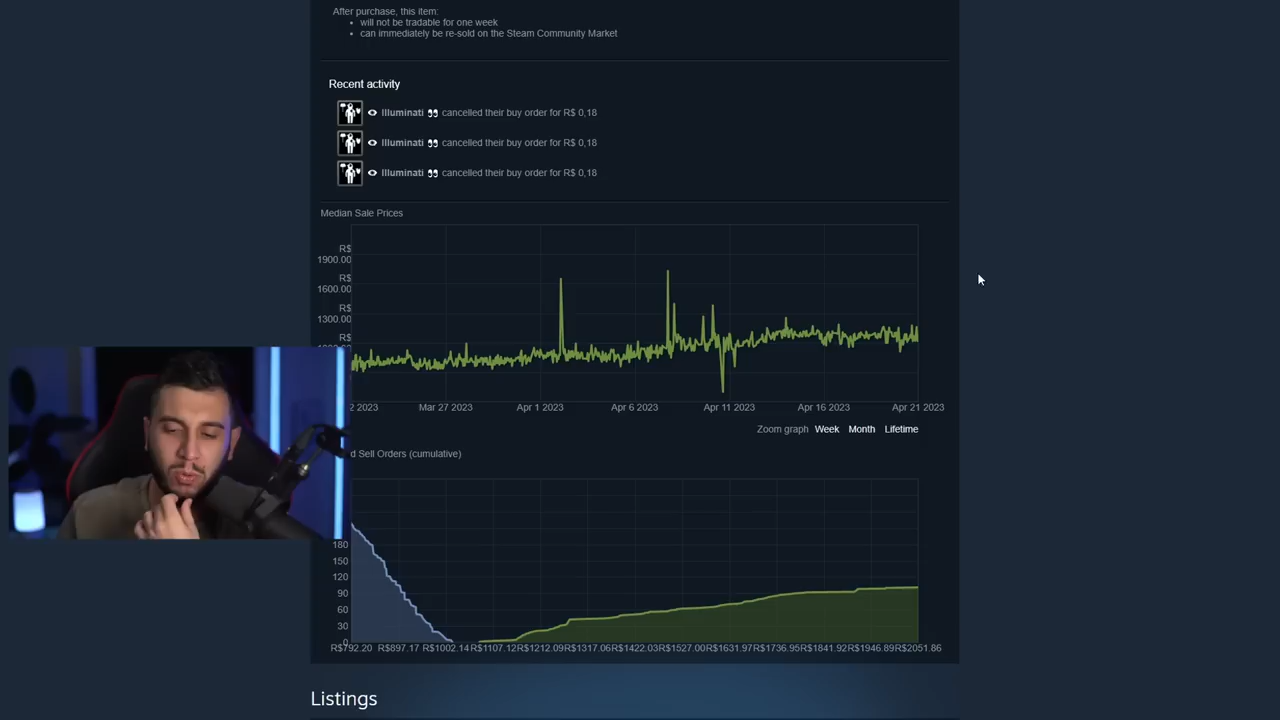 After purchase, this item:
will not be tradable for one week
can immediately be re-sold on the Steam Community Market
Recent activity
Illuminati cancelled their buy order for R$ 0,18
Illuminati cancelled their buy order for R$ 0,18
Illuminati cancelled their buy order for R$ 0,18
Median Sale Prices
R$
1900.00
R$
1600.00
R$
1300.00
R$
2 2023 Mar 27 2023 Apr 1 2023 Apr 6 2023 Apr 11 2023 Apr 16 2023 Apr 21 2023
Zoom graph Week Month Lifetime
d Sell Orders (cumulative)
180
150
120
90
60
30
0
R$792.20 R$897.17 R$1002.14 R$1107.12 R$1212.09 R$1317.06 R$1422.03 R$1527.00 R$1631.97 R$1736.95 R$1841.92 R$1946.89 R$2051.86
Listings